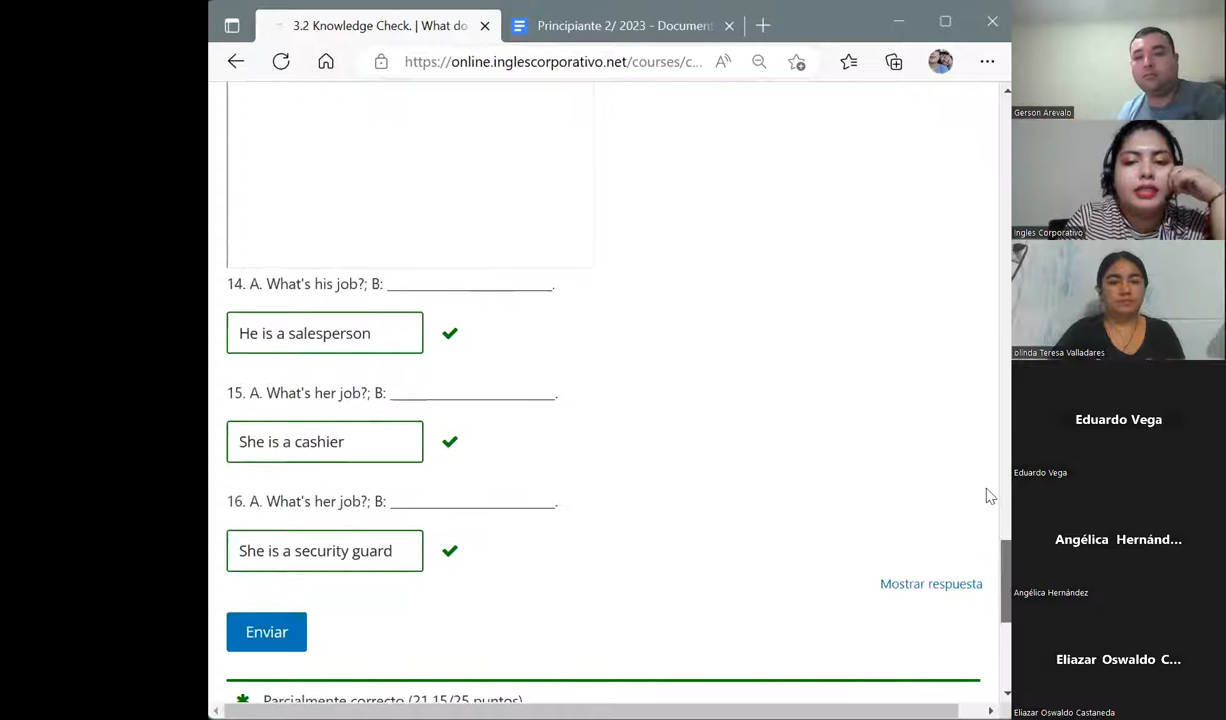 3.2 Knowledge Check. | What do
Principiante 2/ 2023 - Document
https://online.inglescorporativo.net/courses/c...
14. A. What's his job?; B: ____________________.
He is a salesperson
15. A. What's her job?; B: ____________________.
She is a cashier
16. A. What's her job?; B: ____________________.
She is a security guard
Mostrar respuesta
Enviar
Parcialmente correcto (21.15/25 puntos)
Gerson Arevalo
Ingles Corporativo
olinda Teresa Valladares
Eduardo Vega
Eduardo Vega
Angélica Hernánd...
Angélica Hernández
Eliazar Oswaldo C...
Eliazar Oswaldo Castaneda